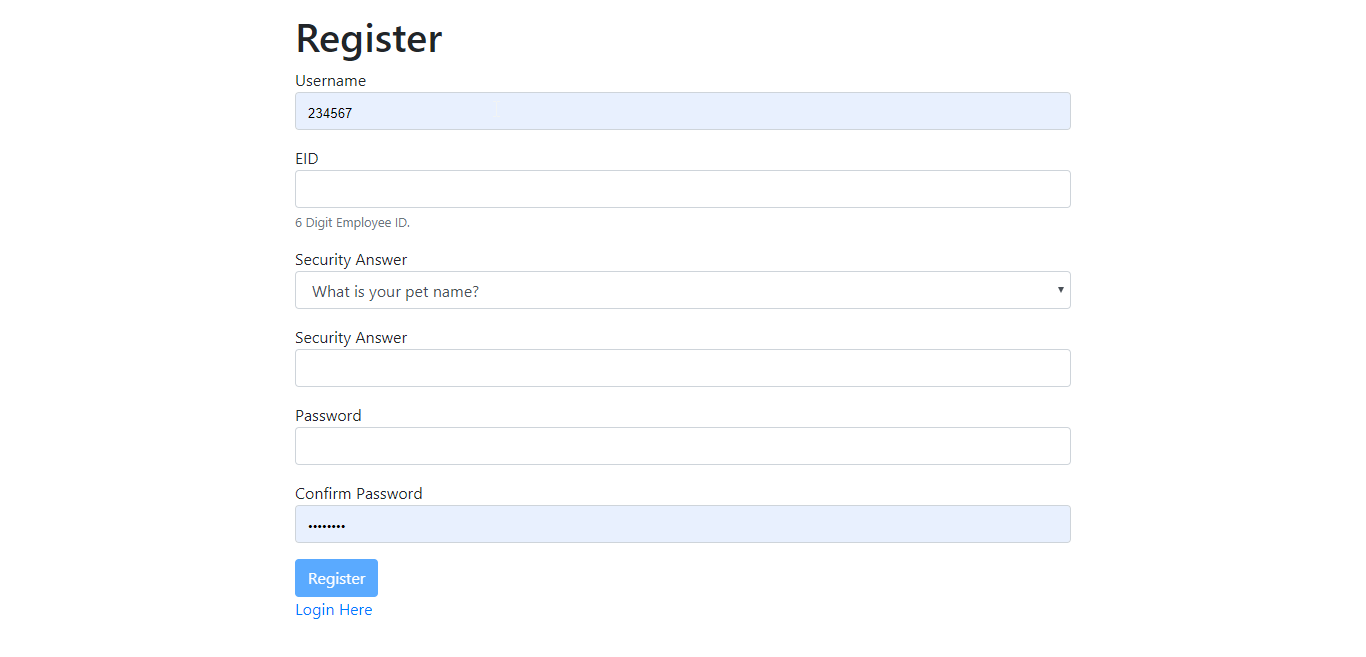 Register
Username
234567
EID
6 Digit Employee ID.
Security Answer
What is your pet name?
Security Answer
Password
Confirm Password
••••••••
Register
Login Here